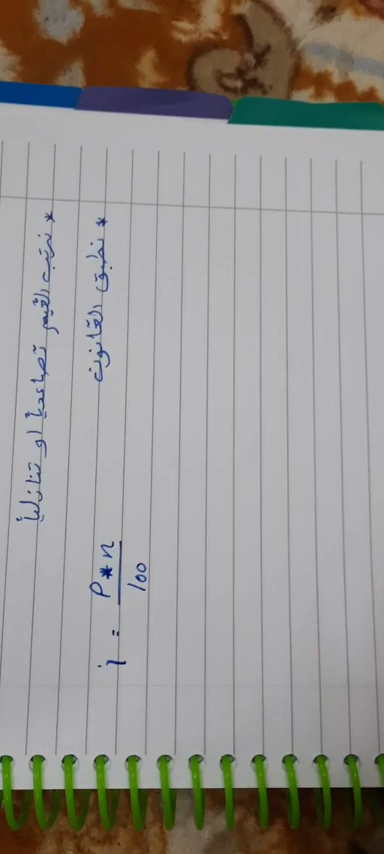 * نرتب القيم تصاعدياً او تنازلياً
* نطبق القانون
i = P * n / 100